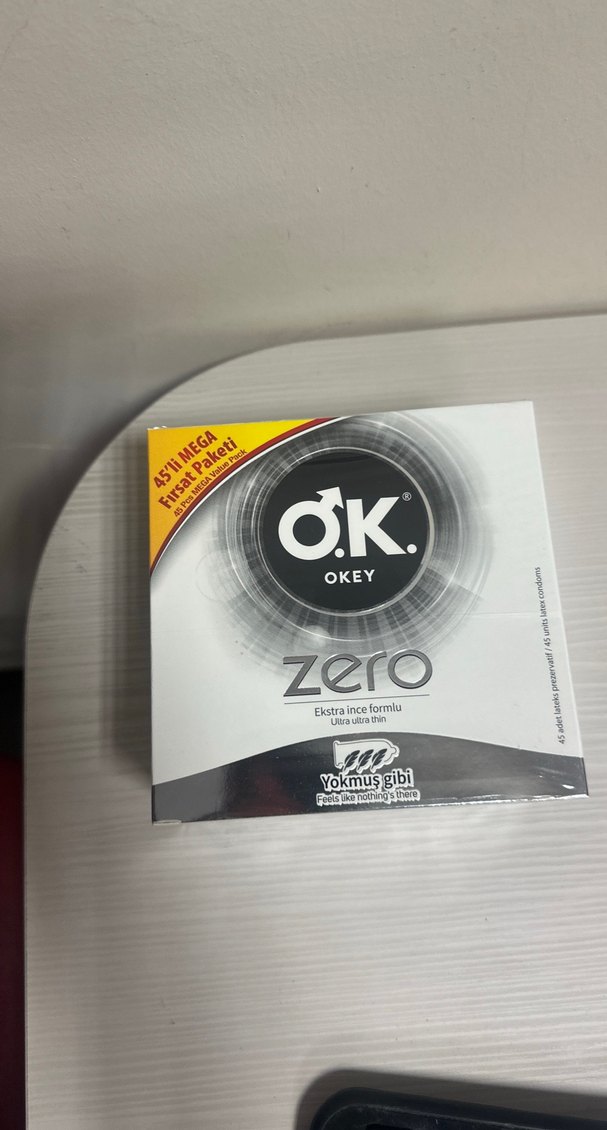 45'li MEGA
Fırsat Paketi
45 Pcs MEGA Value Pack
O.K.®
OKEY
zero
Ekstra ince formlu
Ultra ultra thin
Yokmuş gibi
Feels like nothing's there
45 adet lateks prezervatif / 45 units latex condoms